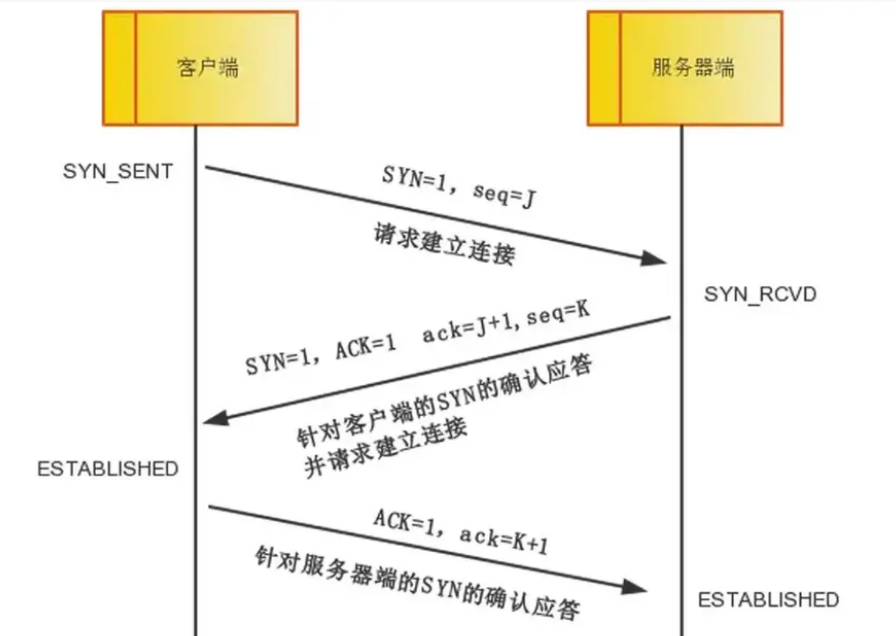 客户端
服务器端
SYN_SENT
SYN=1, seq=J
请求建立连接
SYN_RCVD
SYN=1, ACK=1 ack=J+1,seq=K
针对客户端的SYN的确认应答
并请求建立连接
ESTABLISHED
ACK=1, ack=K+1
针对服务器端的SYN的确认应答
ESTABLISHED